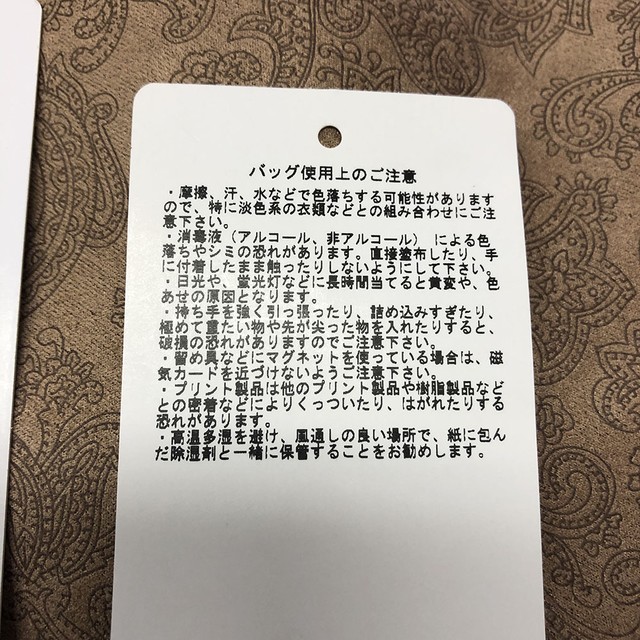 バッグ使用上のご注意
・摩擦、汗、水などで色落ちする可能性があります
ので、特に淡色系の衣類などとの組み合わせにご注
意下さい。
・消毒液（アルコール、非アルコール）による色
落ちやシミの恐れがあります。直接塗布したり、手
に付着したまま触ったりしないようにして下さい。
・日光や、蛍光灯などに長時間当てると黄変や、色
あせの原因となります。
・持ち手を強く引っ張ったり、詰め込みすぎたり、
極めて重たい物や先が尖った物を入れたりすると、
破損の恐れがありますのでご注意下さい。
・留め具などにマグネットを使っている場合は、磁
気カードを近づけないようご注意下さい。
・プリント製品は他のプリント製品や樹脂製品など
との密着などによりくっついたり、はがれたりする
恐れがあります。
・高温多湿を避け、風通しの良い場所で、紙に包ん
だ除湿剤と一緒に保管することをお勧めします。